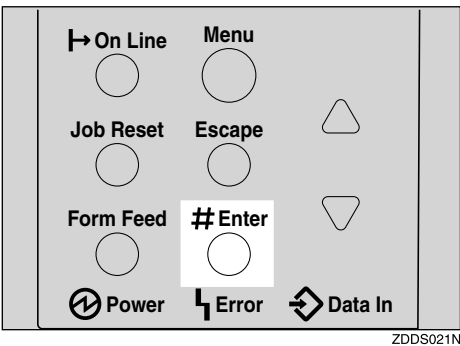 On Line Menu
Job Reset Escape
Form Feed # Enter
Power Error Data In
ZDDS021N